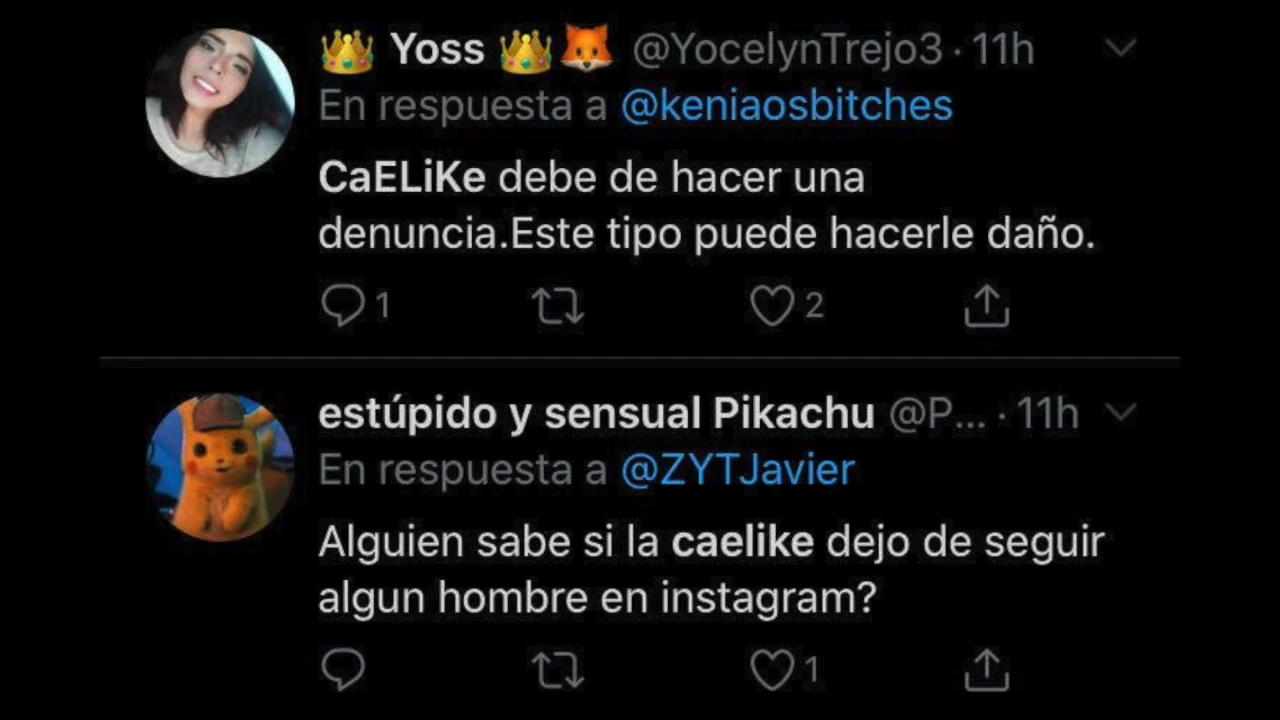 👑 Yoss 👑🦊 @YocelynTrejo3 · 11h
En respuesta a @keniaosbitches
CaELiKe debe de hacer una
denuncia.Este tipo puede hacerle daño.
1 2
estúpido y sensual Pikachu @P... · 11h
En respuesta a @ZYTJavier
Alguien sabe si la caelike dejo de seguir
algun hombre en instagram?
1